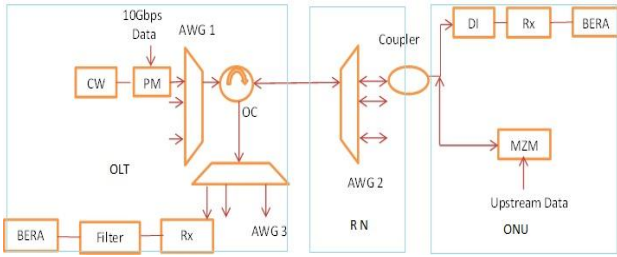 10Gbps
Data
AWG 1
CW
PM
OC
OLT
AWG 3
BERA
Filter
Rx
Coupler
AWG 2
R N
DI
Rx
BERA
MZM
Upstream Data
ONU